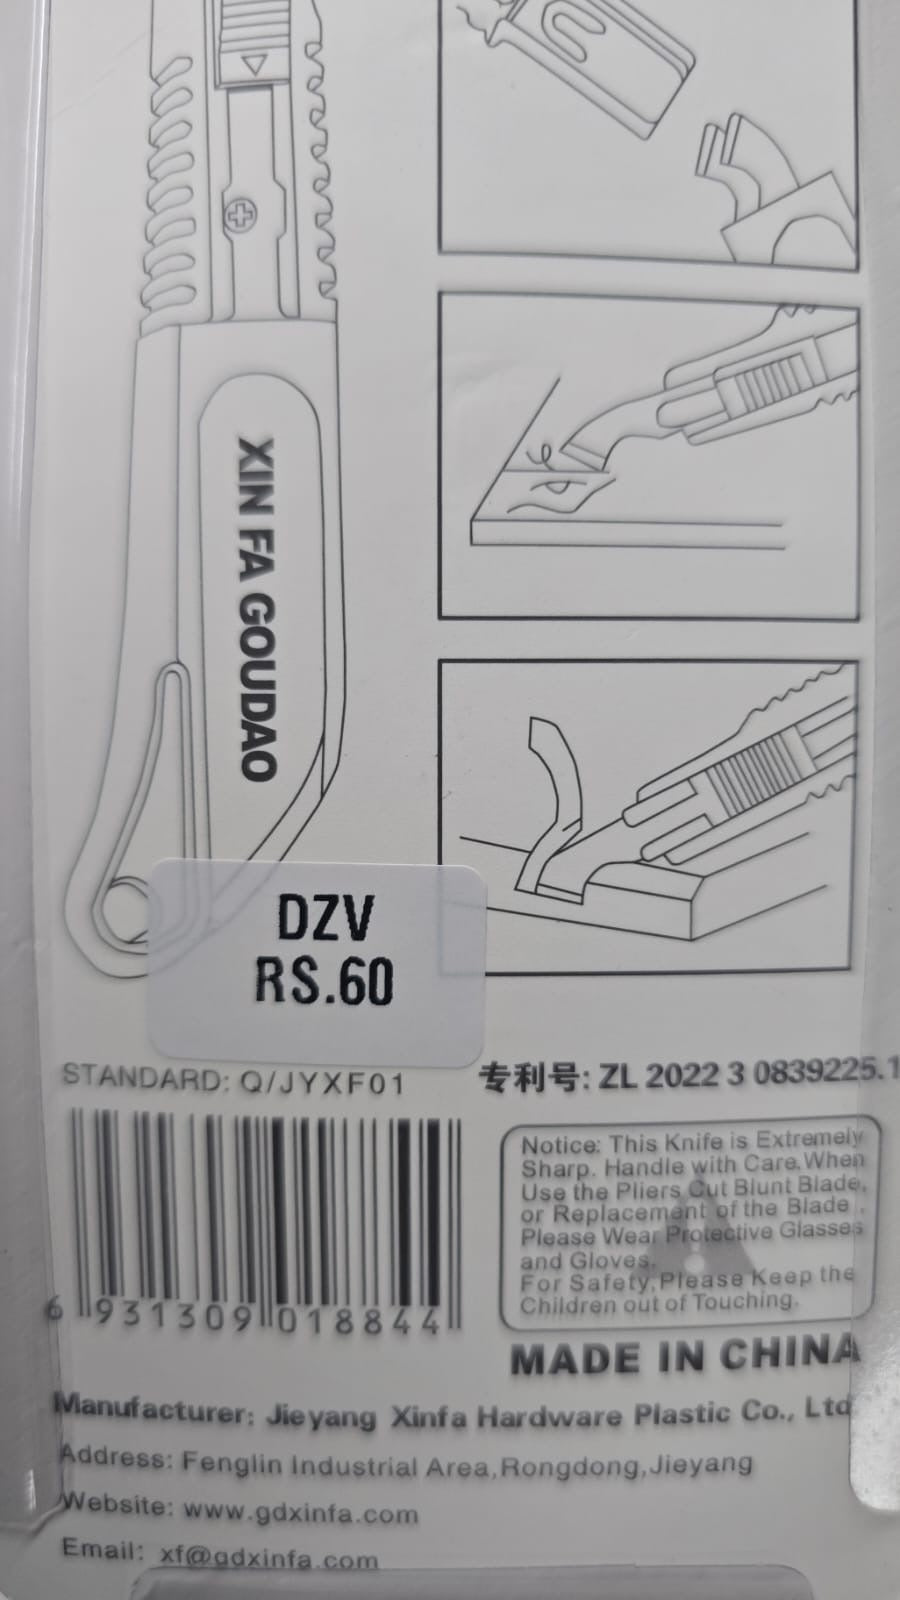 XIN FA GOUDAO
DZV
RS.60
STANDARD: Q/JYXF01
专利号: ZL 2022 3 0839225.1
6 931309 018844
Notice: This Knife is Extremely
Sharp. Handle with Care.When
Use the Pliers Cut Blunt Blade,
or Replacement of the Blade .
Please Wear Protective Glasses
and Gloves.
For Safety,Please Keep the
Children out of Touching.
MADE IN CHINA
Manufacturer: Jieyang Xinfa Hardware Plastic Co., Ltd
Address: Fenglin Industrial Area,Rongdong,Jieyang
Website: www.gdxinfa.com
Email: xf@gdxinfa.com